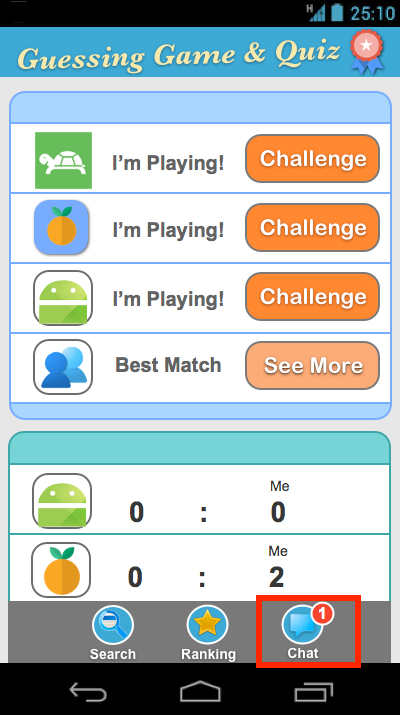 H 25:10
Guessing Game & Quiz
I'm Playing! Challenge
I'm Playing! Challenge
I'm Playing! Challenge
Best Match See More
Me
0 : 0
Me
0 : 2
1
Search Ranking Chat